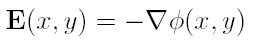 𝐄(x, y) = −∇ϕ(x, y)